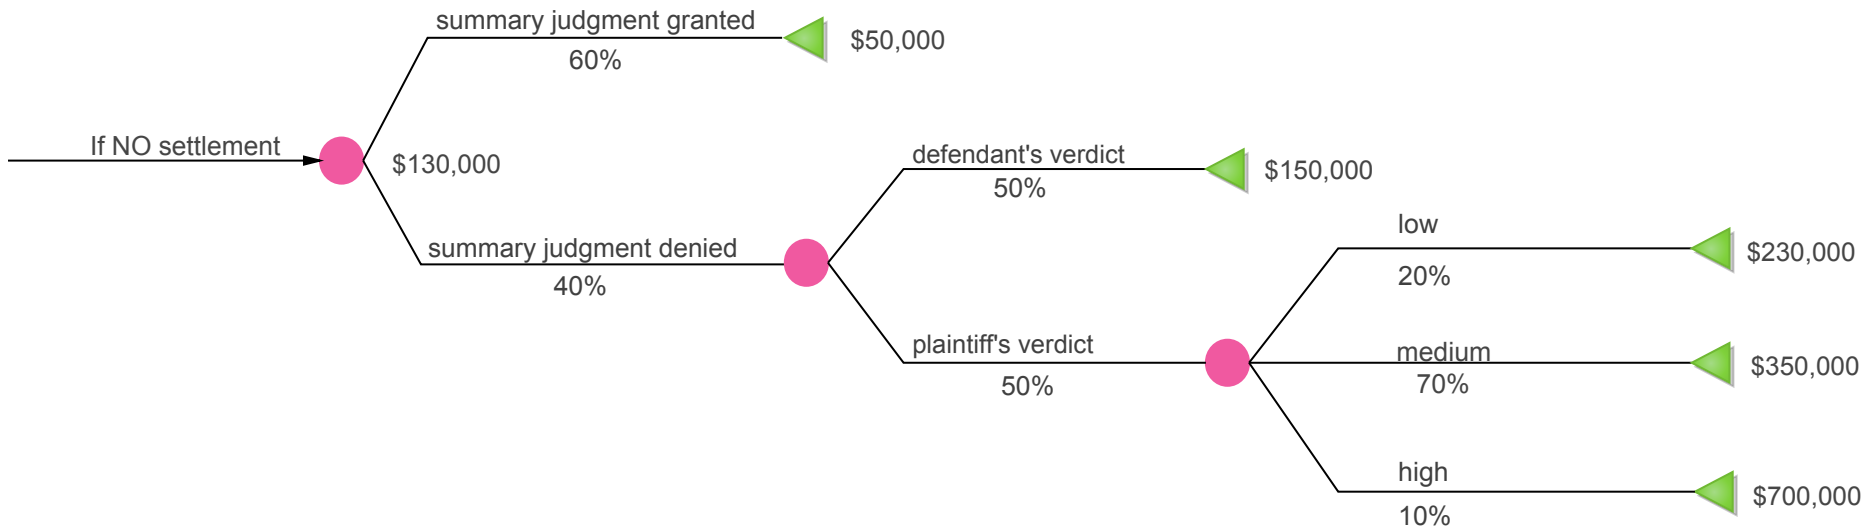 summary judgment granted
60%
$50,000
If NO settlement
$130,000
defendant's verdict
50%
$150,000
summary judgment denied
40%
low
20%
$230,000
plaintiff's verdict
50%
medium
70%
$350,000
high
10%
$700,000